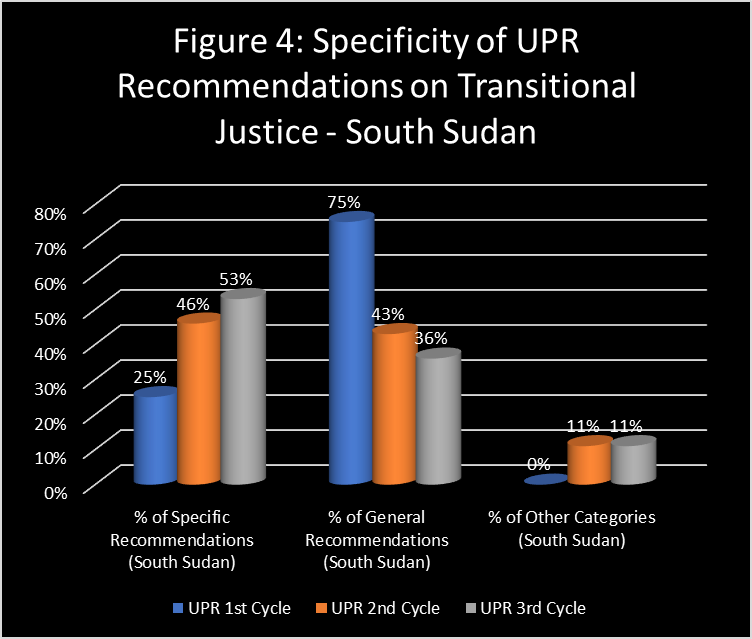 Figure 4: Specificity of UPR
Recommendations on Transitional
Justice - South Sudan
80%
70%
60%
50%
40%
30%
20%
10%
0%
25%
46%
53%
75%
43%
36%
0%
11%
11%
% of Specific
Recommendations
(South Sudan)
% of General
Recommendations
(South Sudan)
% of Other Categories
(South Sudan)
UPR 1st Cycle
UPR 2nd Cycle
UPR 3rd Cycle